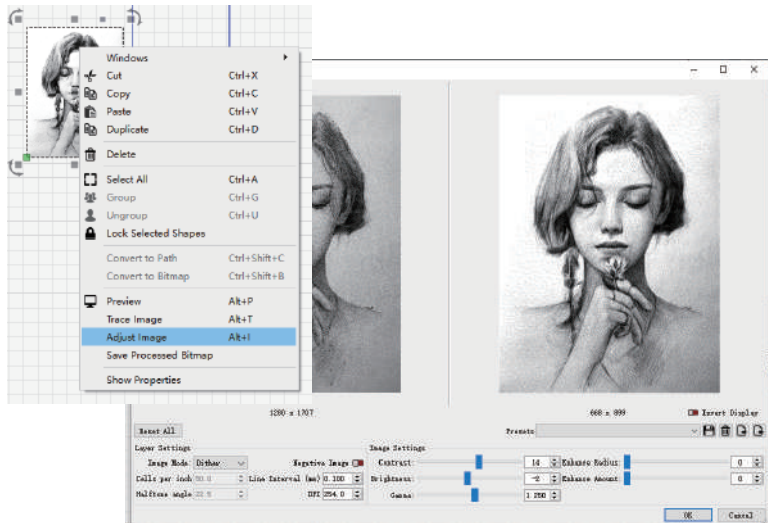 Windows
Cut Ctrl+X
Copy Ctrl+C
Paste Ctrl+V
Duplicate Ctrl+D
Delete
Select All Ctrl+A
Group Ctrl+G
Ungroup Ctrl+U
Lock Selected Shapes
Convert to Path Ctrl+Shift+C
Convert to Bitmap Ctrl+Shift+B
Preview Alt+P
Trace Image Alt+T
Adjust Image Alt+I
Save Processed Bitmap
Show Properties
1280 x 1707
668 x 899 Invert Display
Reset All Presets
Layer Settings Image Settings
Image Mode: Dither Negative Image Contrast: 14 Enhance Radius: 0
Cells per inch 50.0 Line Interval (mm) 0.100 Brightness: -2 Enhance Amount: 0
Halftone angle 22.5 DPI 254.0 Gamma: 1.250
OK Cancel